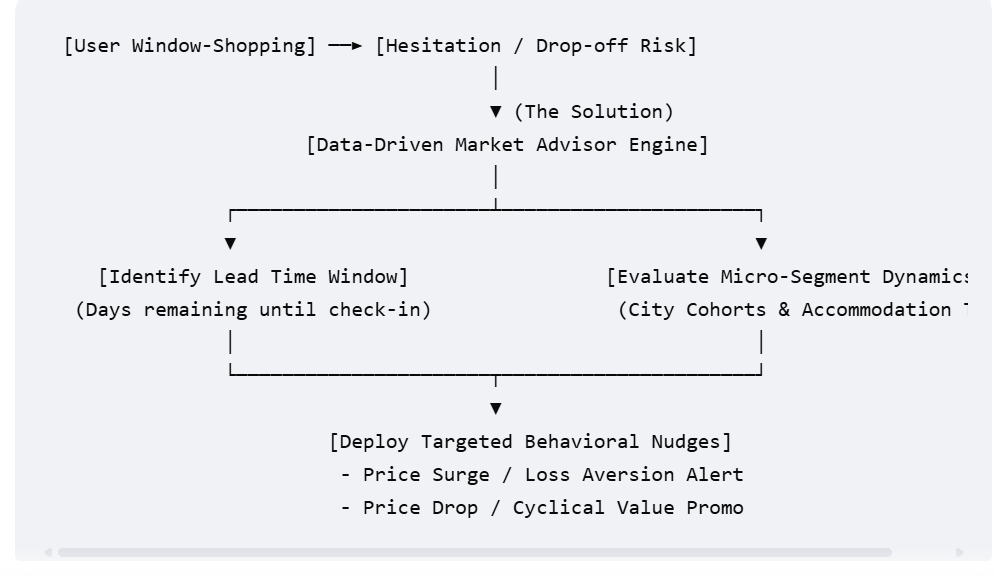 [User Window-Shopping] ──► [Hesitation / Drop-off Risk]
(The Solution)
[Data-Driven Market Advisor Engine]
[Identify Lead Time Window] [Evaluate Micro-Segment Dynamics
(Days remaining until check-in) (City Cohorts & Accommodation
[Deploy Targeted Behavioral Nudges]
- Price Surge / Loss Aversion Alert
- Price Drop / Cyclical Value Promo